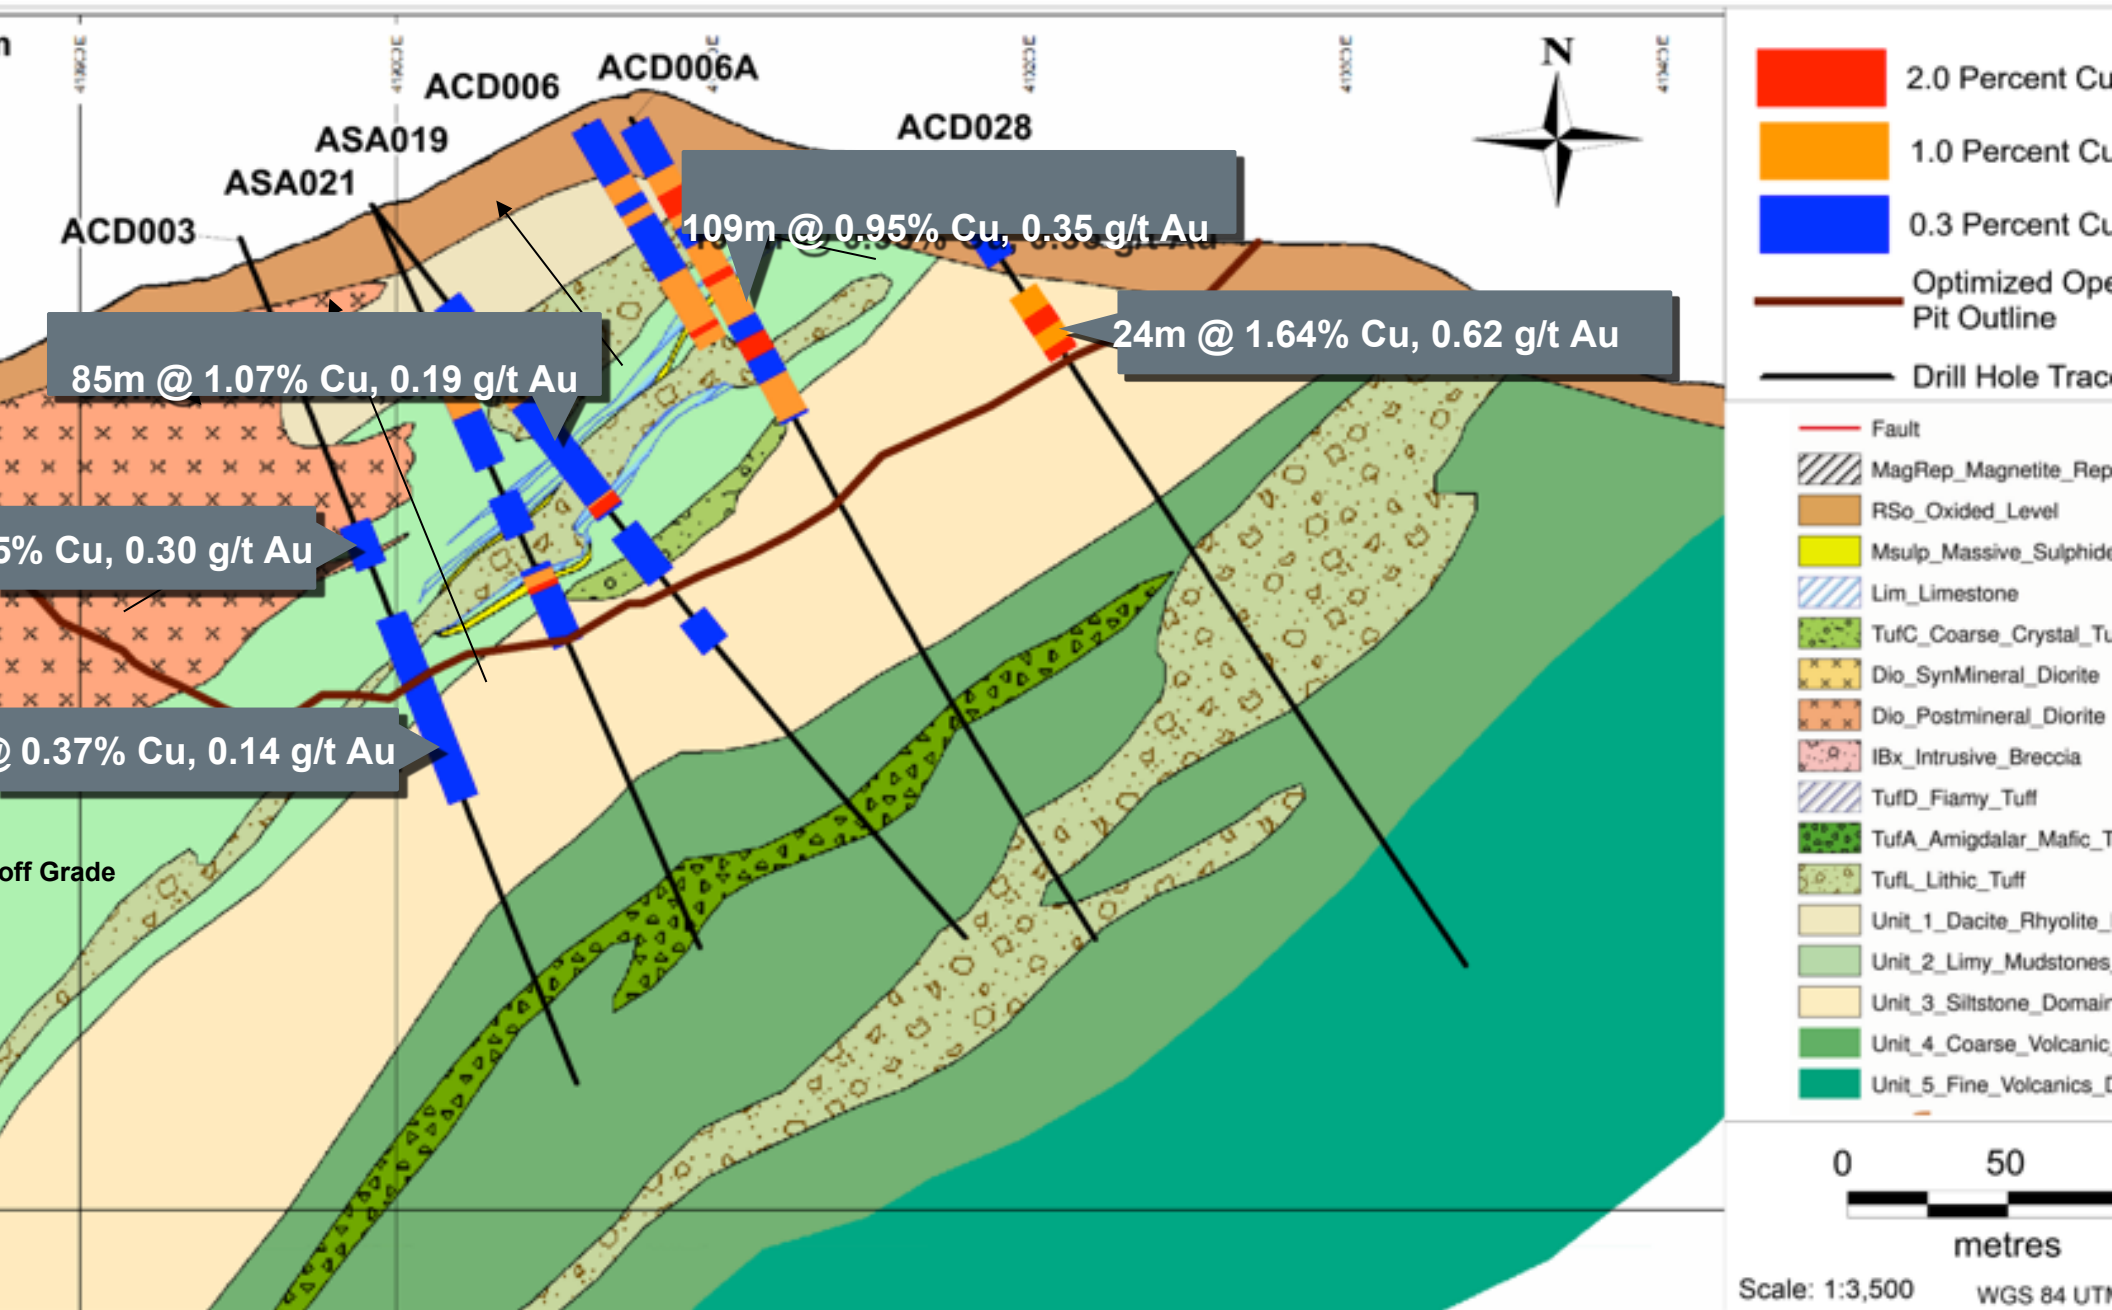 ACD006A
ACD006
ACD028
ASA019
ASA021
ACD003
N
109m @ 0.95% Cu, 0.35 g/t Au
24m @ 1.64% Cu, 0.62 g/t Au
85m @ 1.07% Cu, 0.19 g/t Au
5% Cu, 0.30 g/t Au
@ 0.37% Cu, 0.14 g/t Au
off Grade
2.0 Percent Cu
1.0 Percent Cu
0.3 Percent Cu
Optimized Ope
Pit Outline
Drill Hole Trac
Fault
MagRep_Magnetite_Rep
RSo_Oxided_Level
Msulp_Massive_Sulphide
Lim_Limestone
TufC_Coarse_Crystal_Tu
Dio_SynMineral_Diorite
Dio_Postmineral_Diorite
IBx_Intrusive_Breccia
TufD_Fiamy_Tuff
TufA_Amigdalar_Mafic_T
TufL_Lithic_Tuff
Unit_1_Dacite_Rhyolite_
Unit_2_Limy_Mudstones_
Unit_3_Siltstone_Domain
Unit_4_Coarse_Volcanic_
Unit_5_Fine_Volcanics_D
0 50
metres
Scale: 1:3,500 WGS 84 UTM